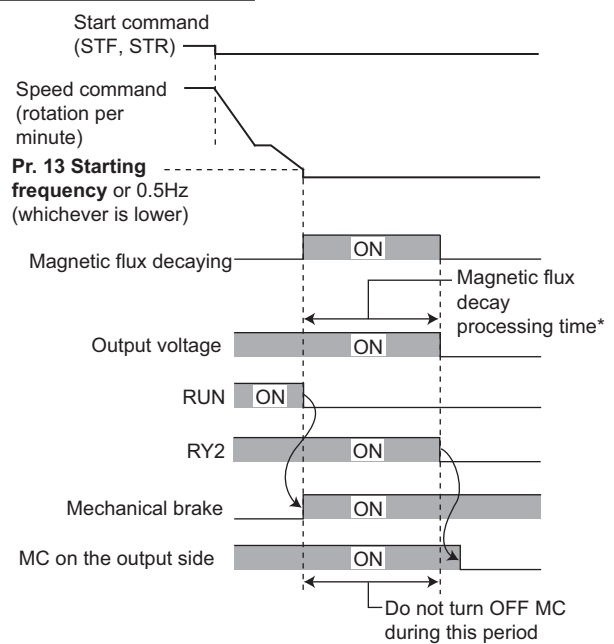 Start command
(STF, STR)
Speed command
(rotation per
minute)
Pr. 13 Starting
frequency or 0.5Hz
(whichever is lower)
Magnetic flux decaying
ON
Magnetic flux
decay
processing time*
Output voltage
ON
RUN
ON
RY2
ON
Mechanical brake
ON
MC on the output side
ON
Do not turn OFF MC
during this period